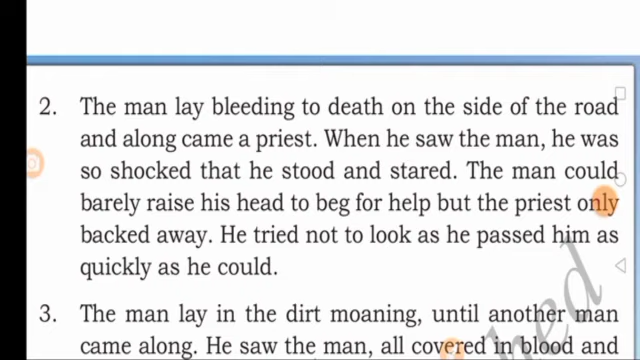 2. The man lay bleeding to death on the side of the road
and along came a priest. When he saw the man, he was
so shocked that he stood and stared. The man could
barely raise his head to beg for help but the priest only
backed away. He tried not to look as he passed him as
quickly as he could.
3. The man lay in the dirt moaning, until another man
came along. He saw the man, all covered in blood and